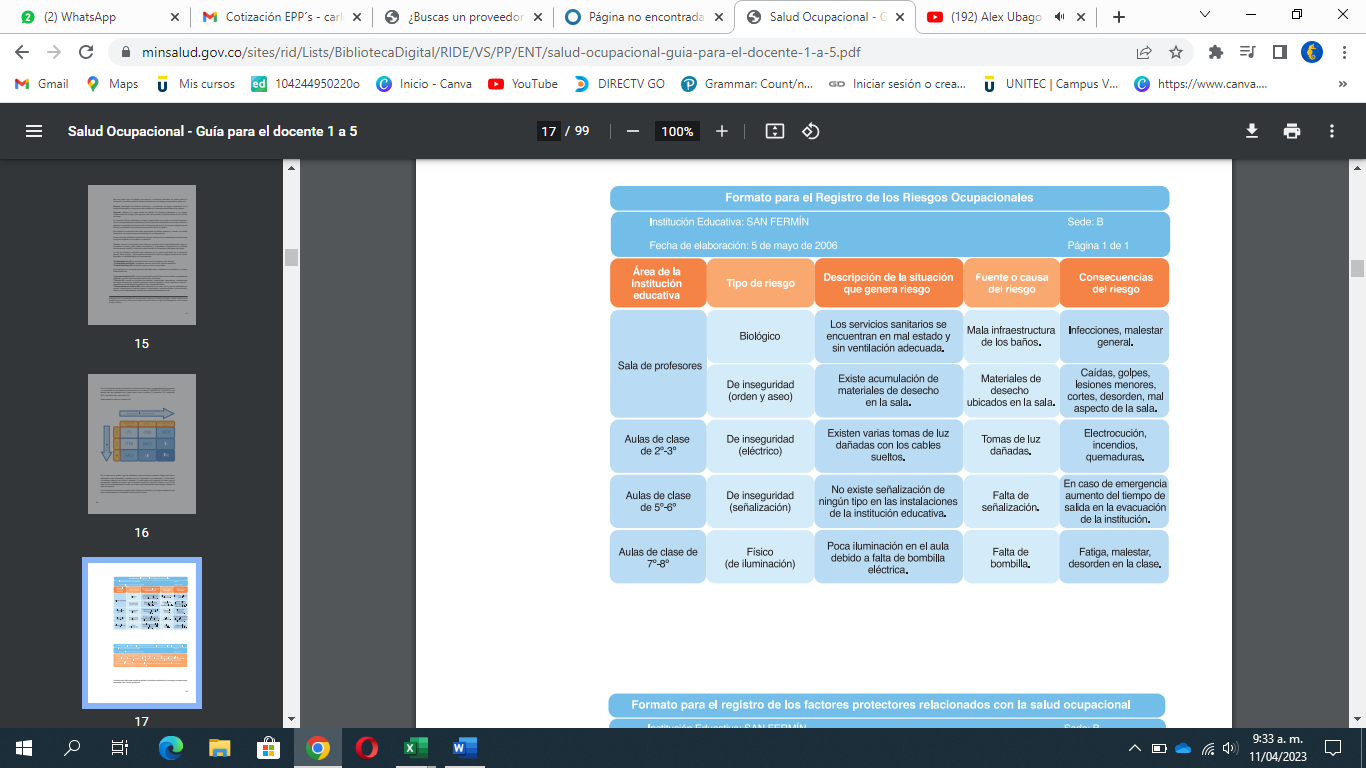 (2) WhatsApp
Cotización EPP´s - car
¿Buscas un proveedor
Página no encontrada
Salud Ocupacional - G
(192) Alex Ubago
minsalud.gov.co/sites/rid/Lists/BibliotecaDigital/RIDE/VS/PP/ENT/salud-ocupacional-guia-para-el-docente-1-a-5.pdf
Gmail
Maps
Mis cursos
ed
104244950220o
Inicio - Canva
YouTube
DIRECTV GO
Grammar: Count/n...
Iniciar sesión o crea...
UNITEC | Campus V...
https://www.canva....
»
Salud Ocupacional - Guía para el docente 1 a 5
17 / 99
100%
15
16
17
Formato para el Registro de los Riesgos Ocupacionales
Institución Educativa: SAN FERMÍN
Sede: B
Fecha de elaboración: 5 de mayo de 2006
Página 1 de 1
Área de la
institución
educativa
Tipo de riesgo
Descripción de la situación
que genera riesgo
Fuente o causa
del riesgo
Consecuencias
del riesgo
Sala de profesores
Biológico
Los servicios sanitarios se
encuentran en mal estado y
sin ventilación adecuada.
Mala infraestructura
de los baños.
Infecciones, malestar
general.
De inseguridad
(orden y aseo)
Existe acumulación de
materiales de desecho
en la sala.
Materiales de
desecho
ubicados en la sala.
Caídas, golpes,
lesiones menores,
cortes, desorden, mal
aspecto de la sala.
Aulas de clase
de 2º-3º
De inseguridad
(eléctrico)
Existen varias tomas de luz
dañadas con los cables
sueltos.
Tomas de luz
dañadas.
Electrocución,
incendios,
quemaduras.
Aulas de clase
de 5º-6º
De inseguridad
(señalización)
No existe señalización de
ningún tipo en las instalaciones
de la institución educativa.
Falta de
señalización.
En caso de emergencia
aumento del tiempo de
salida en la evacuación
de la institución.
Aulas de clase de
7º-8º
Físico
(de iluminación)
Poca iluminación en el aula
debido a falta de bombilla
eléctrica.
Falta de
bombilla.
Fatiga, malestar,
desorden en la clase.
Formato para el registro de los factores protectores relacionados con la salud ocupacional
Institución Educativa: SAN FERMÍN
Sede: B
9:33 a. m.
11/04/2023